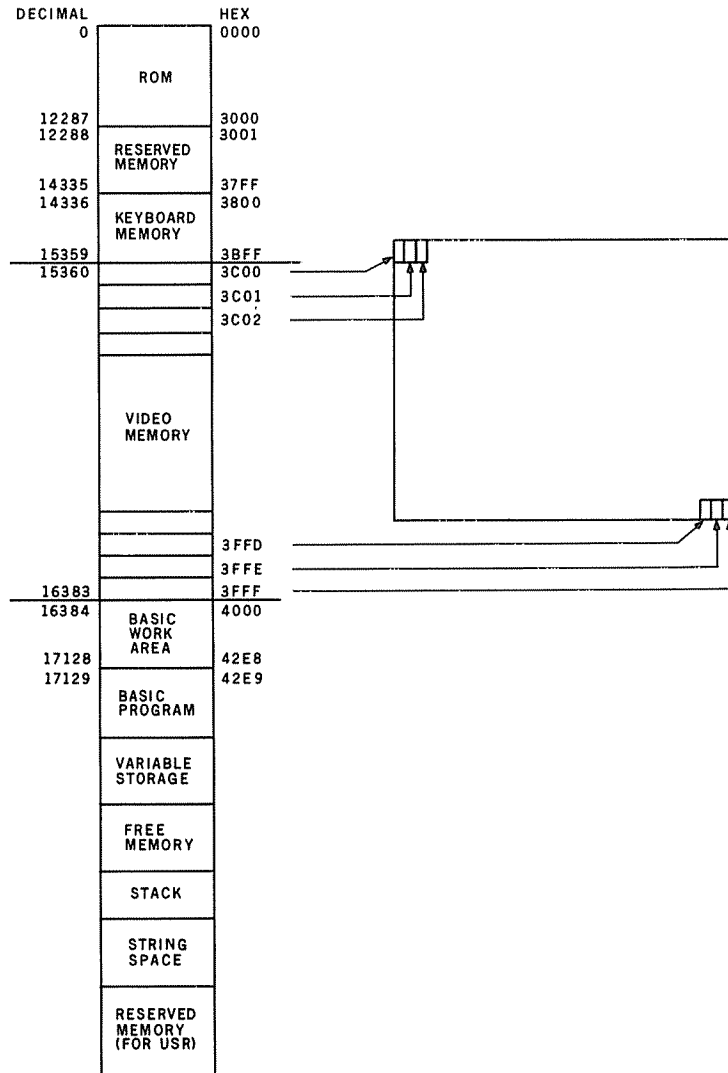 DECIMAL HEX
0 0000
ROM
12287 3000
12288 3001
RESERVED
MEMORY
14335 37FF
14336 3800
KEYBOARD
MEMORY
15359 3BFF
15360 3C00
3C01
3C02
VIDEO
MEMORY
3FFD
3FFE
16383 3FFF
16384 4000
BASIC
WORK
AREA
17128 42E8
17129 42E9
BASIC
PROGRAM
VARIABLE
STORAGE
FREE
MEMORY
STACK
STRING
SPACE
RESERVED
MEMORY
(FOR USR)